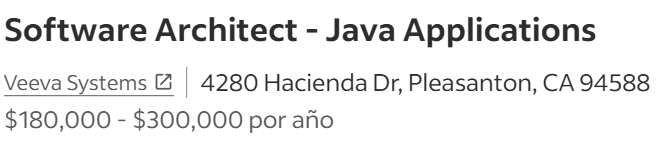 Software Architect - Java Applications
Veeva Systems | 4280 Hacienda Dr, Pleasanton, CA 94588
$180,000 - $300,000 por año